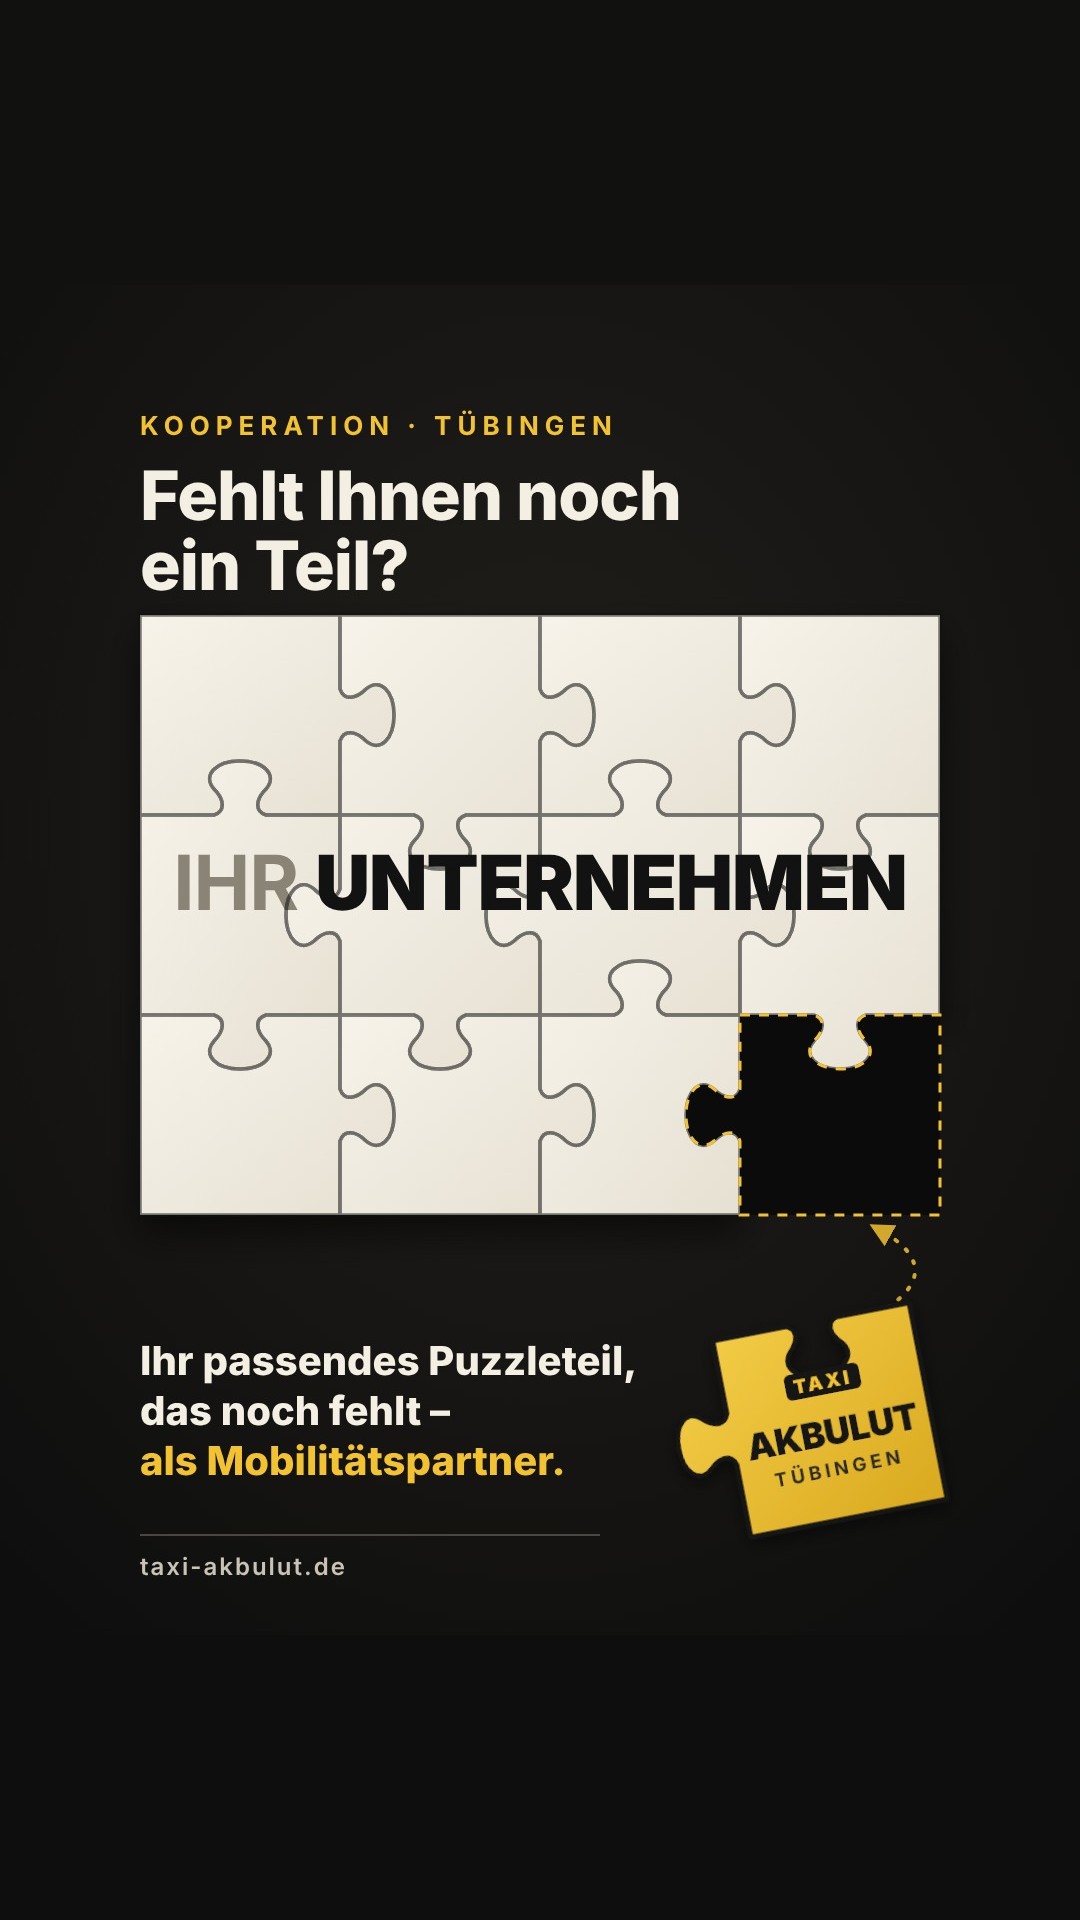 KOOPERATION · TÜBINGEN
Fehlt Ihnen noch
ein Teil?
IHR UNTERNEHMEN
Ihr passendes Puzzleteil,
das noch fehlt –
als Mobilitätspartner.
TAXI
AKBULUT
TÜBINGEN
taxi-akbulut.de